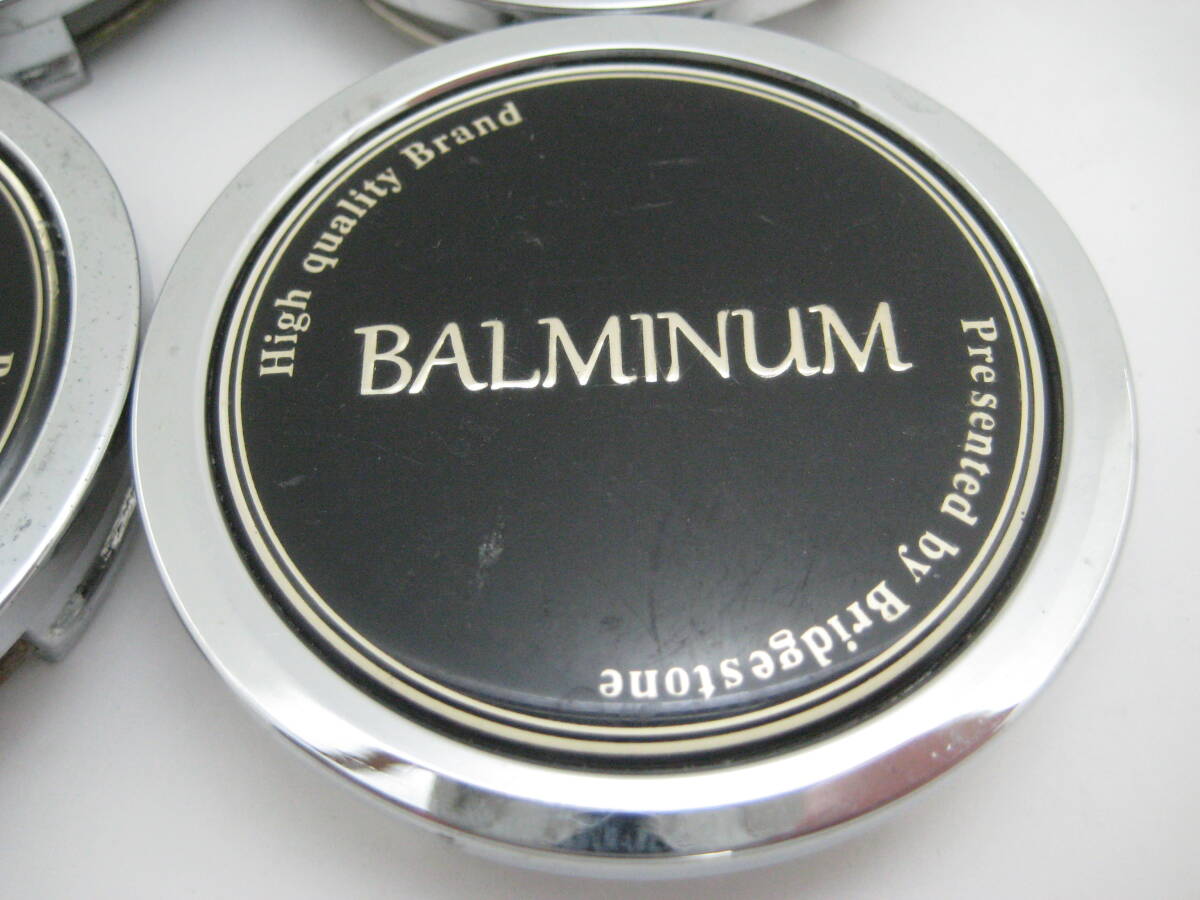 High quality Brand
BALMINUM
Presented by Bridgestone